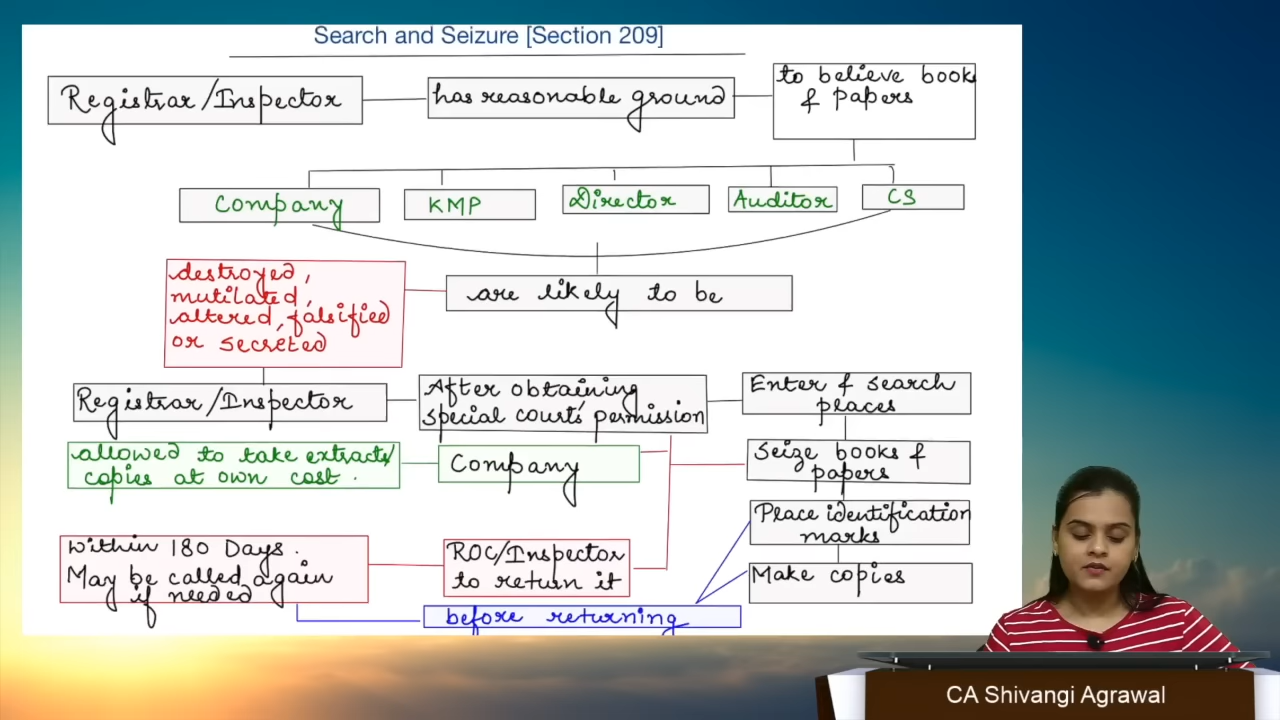 Search and Seizure [Section 209]
Registrar/Inspector
has reasonable ground
to believe books
& papers
Company
KMP
Director
Auditor
CS
destroyed,
mutilated,
altered, falsified
or secreted
are likely to be
Registrar/Inspector
After obtaining
special court's permission
Enter & search
places
allowed to take extracts/
copies at own cost.
Company
Seize books &
papers
Place identification
marks
Within 180 Days.
May be called again
if needed
ROC/Inspector
to return it
Make copies
before returning
CA Shivangi Agrawal